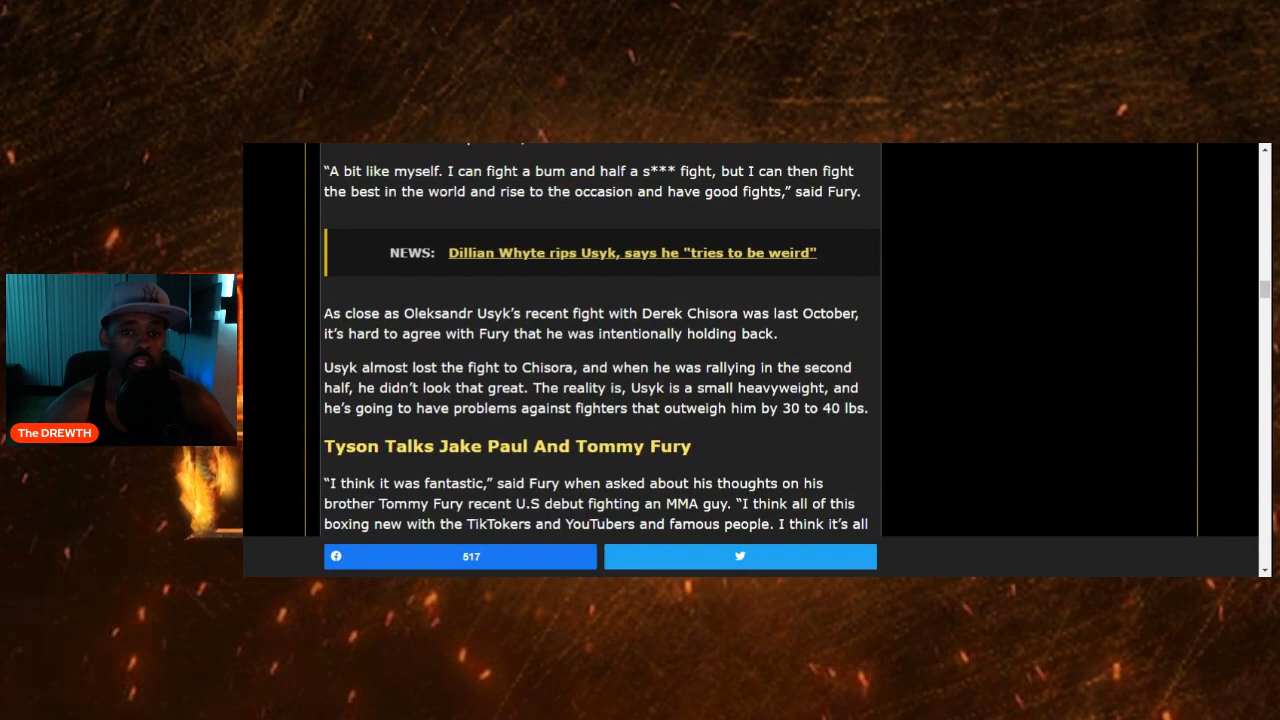 “A bit like myself. I can fight a bum and half a s*** fight, but I can then fight
the best in the world and rise to the occasion and have good fights,” said Fury.
NEWS: Dillian Whyte rips Usyk, says he "tries to be weird"
As close as Oleksandr Usyk’s recent fight with Derek Chisora was last October,
it’s hard to agree with Fury that he was intentionally holding back.
Usyk almost lost the fight to Chisora, and when he was rallying in the second
half, he didn’t look that great. The reality is, Usyk is a small heavyweight, and
he’s going to have problems against fighters that outweigh him by 30 to 40 lbs.
The DREWTH
Tyson Talks Jake Paul And Tommy Fury
“I think it was fantastic,” said Fury when asked about his thoughts on his
brother Tommy Fury recent U.S debut fighting an MMA guy. “I think all of this
boxing new with the TikTokers and YouTubers and famous people. I think it’s all
517